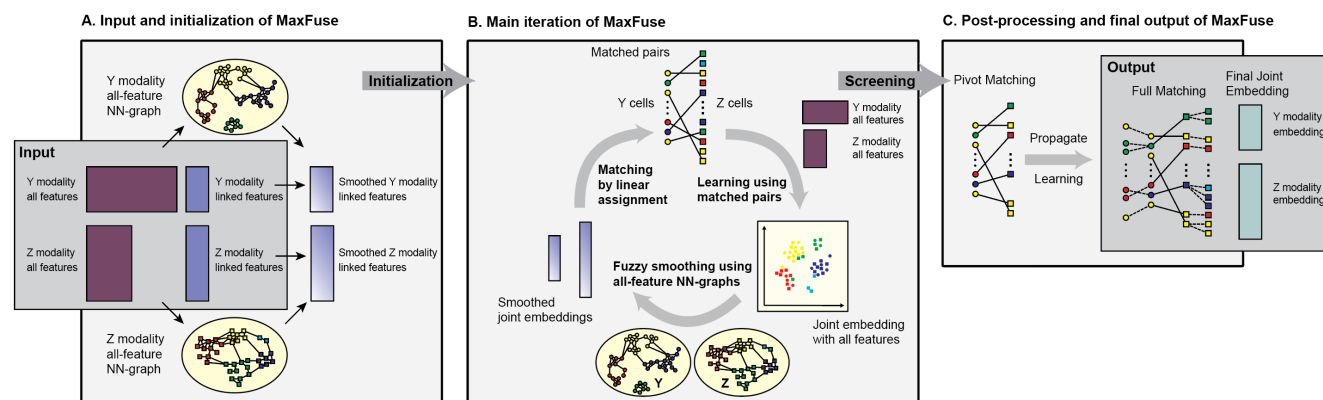 A. Input and initialization of MaxFuse
Y modality
all-feature
NN-graph
Input
Y modality
all features
Y modality
linked features
Smoothed Y modality
linked features
Z modality
all features
Z modality
linked features
Smoothed Z modality
linked features
Z modality
all-feature
NN-graph
Initialization
B. Main iteration of MaxFuse
Matched pairs
Y cells
Z cells
Matching
by linear
assignment
Learning using
matched pairs
Y modality
all features
Z modality
all features
Smoothed
joint embeddings
Fuzzy smoothing using
all-feature NN-graphs
Joint embedding
with all features
Y
Z
Screening
C. Post-processing and final output of MaxFuse
Pivot Matching
Propagate
Learning
Output
Full Matching
Final Joint
Embedding
Y modality
embedding
Z modality
embedding